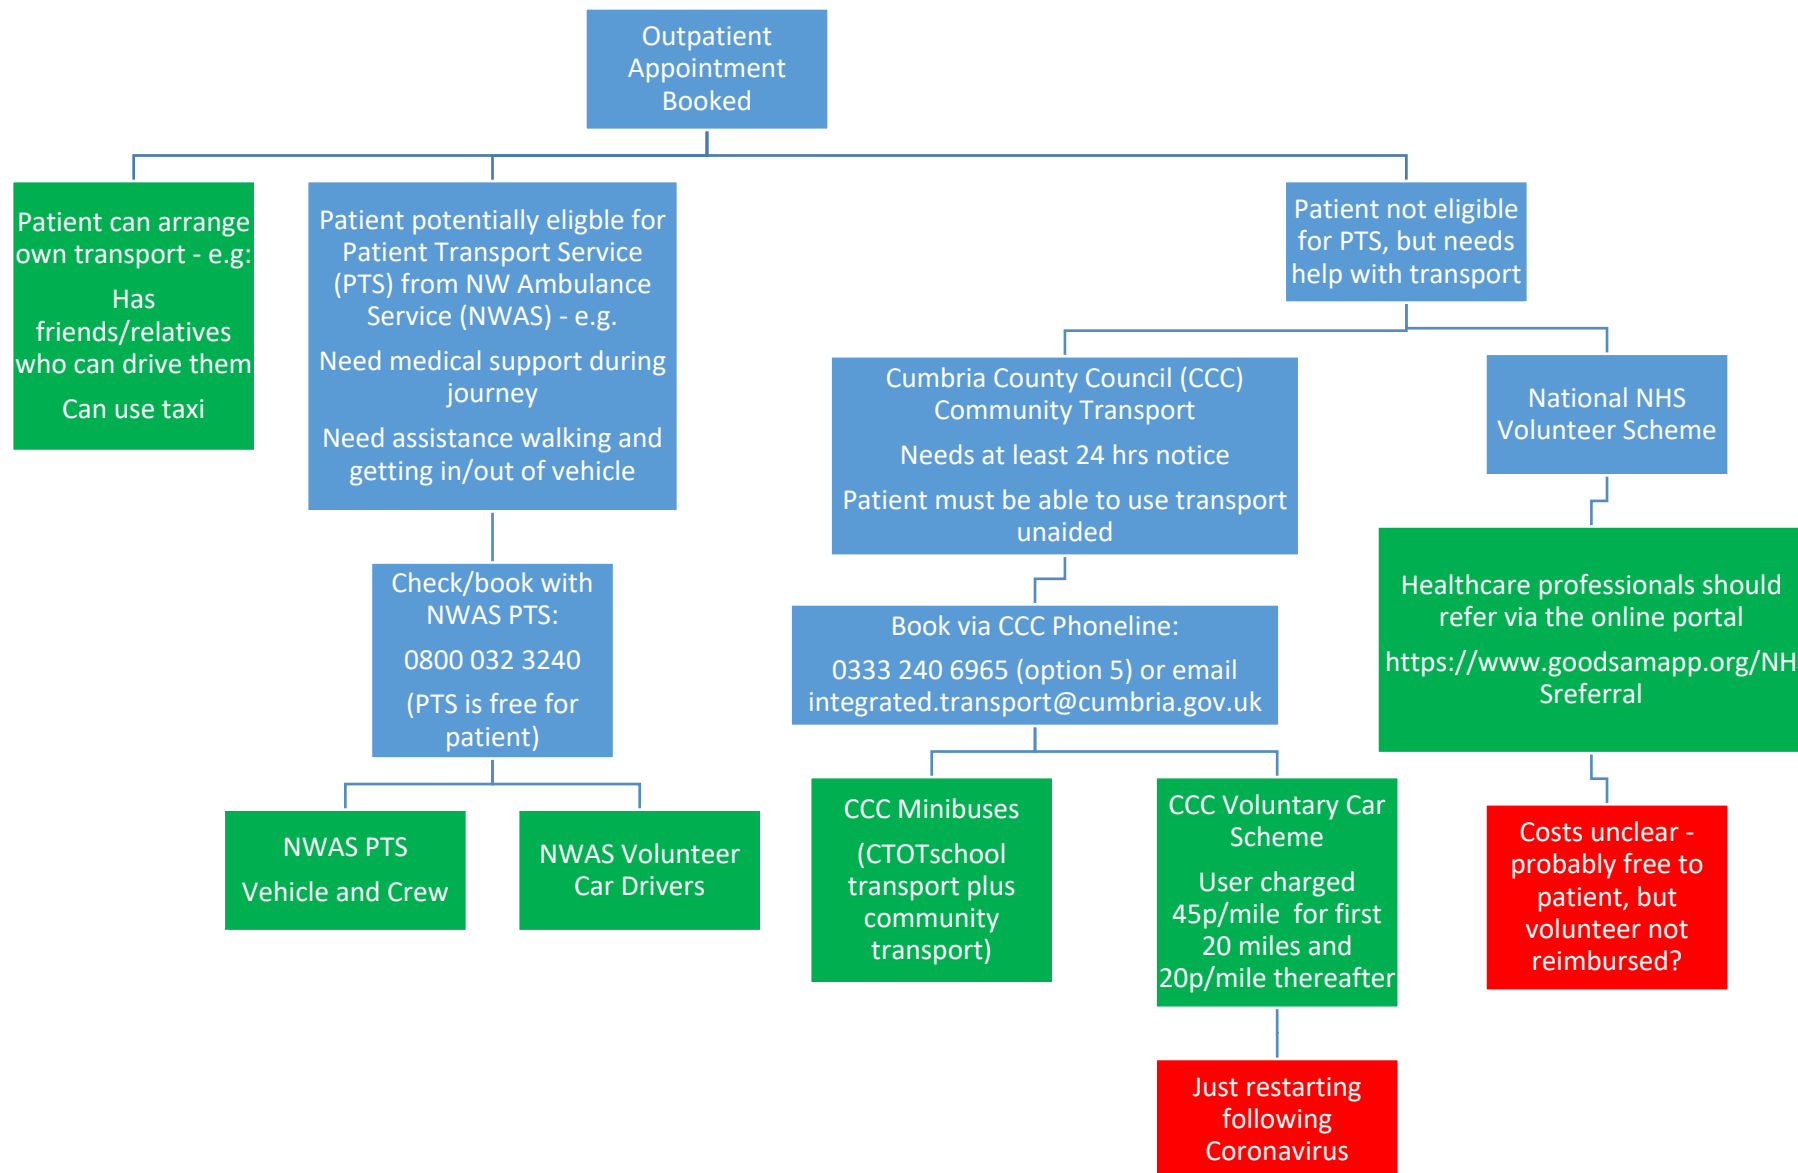 Outpatient
Appointment
Booked
Patient can arrange
own transport - e.g:
Has
friends/relatives
who can drive them
Can use taxi
Patient potentially eligble for
Patient Transport Service
(PTS) from NW Ambulance
Service (NWAS) - e.g.
Need medical support during
journey
Need assistance walking and
getting in/out of vehicle
Check/book with
NWAS PTS:
0800 032 3240
(PTS is free for
patient)
NWAS PTS
Vehicle and Crew
NWAS Volunteer
Car Drivers
Patient not eligible
for PTS, but needs
help with transport
Cumbria County Council (CCC)
Community Transport
Needs at least 24 hrs notice
Patient must be able to use transport
unaided
Book via CCC Phoneline:
0333 240 6965 (option 5) or email
integrated.transport@cumbria.gov.uk
CCC Minibuses
(CTOTschool
transport plus
community
transport)
CCC Voluntary Car
Scheme
User charged
45p/mile  for first
20 miles and
20p/mile thereafter
Just restarting
following
Coronavirus
National NHS
Volunteer Scheme
Healthcare professionals should
refer via the online portal
https://www.goodsamapp.org/NH
Sreferral
Costs unclear -
probably free to
patient, but
volunteer not
reimbursed?